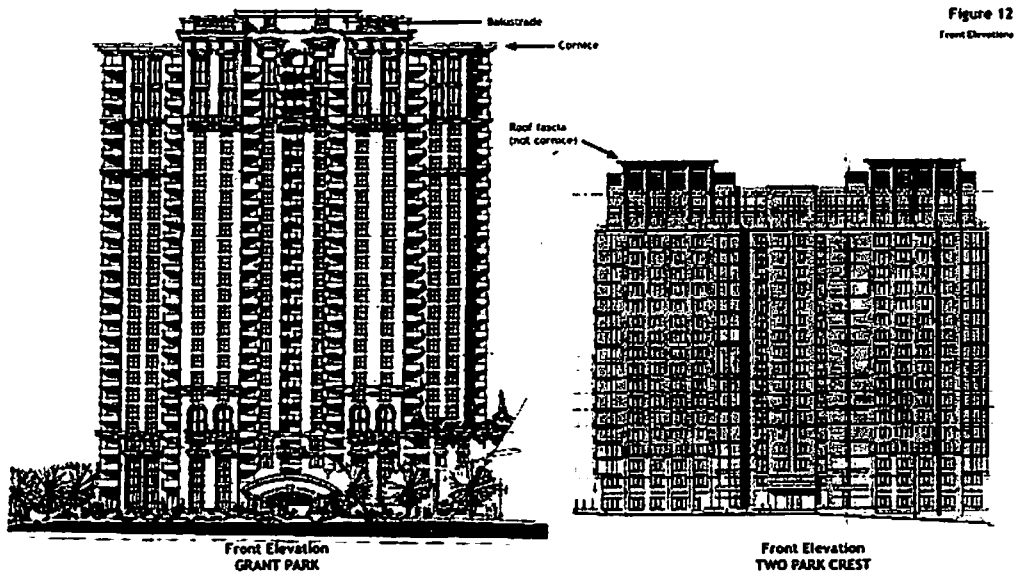 Figure 12
Front Elevations
Balustrade
Cornice
Roof fascia
(not cornice)
Front Elevation
GRANT PARK
Front Elevation
TWO PARK CREST